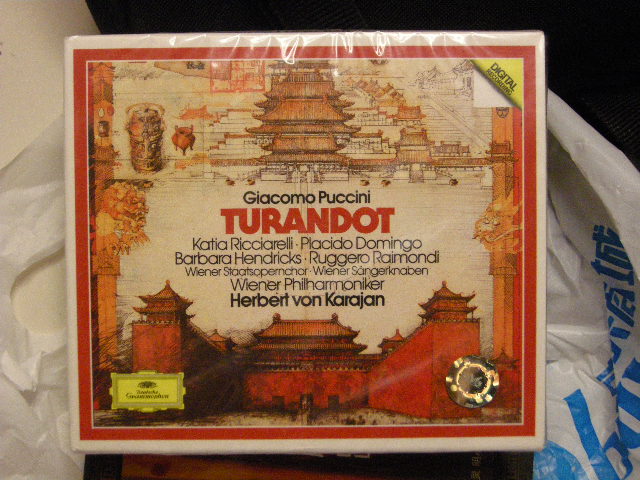 DIGITAL
RECORDING
Giacomo Puccini
TURANDOT
Katia Ricciarelli · Placido Domingo
Barbara Hendricks · Ruggero Raimondi
Wiener Staatsopernchor · Wiener Sängerknaben
Wiener Philharmoniker
Herbert von Karajan
Deutsche
Grammophon